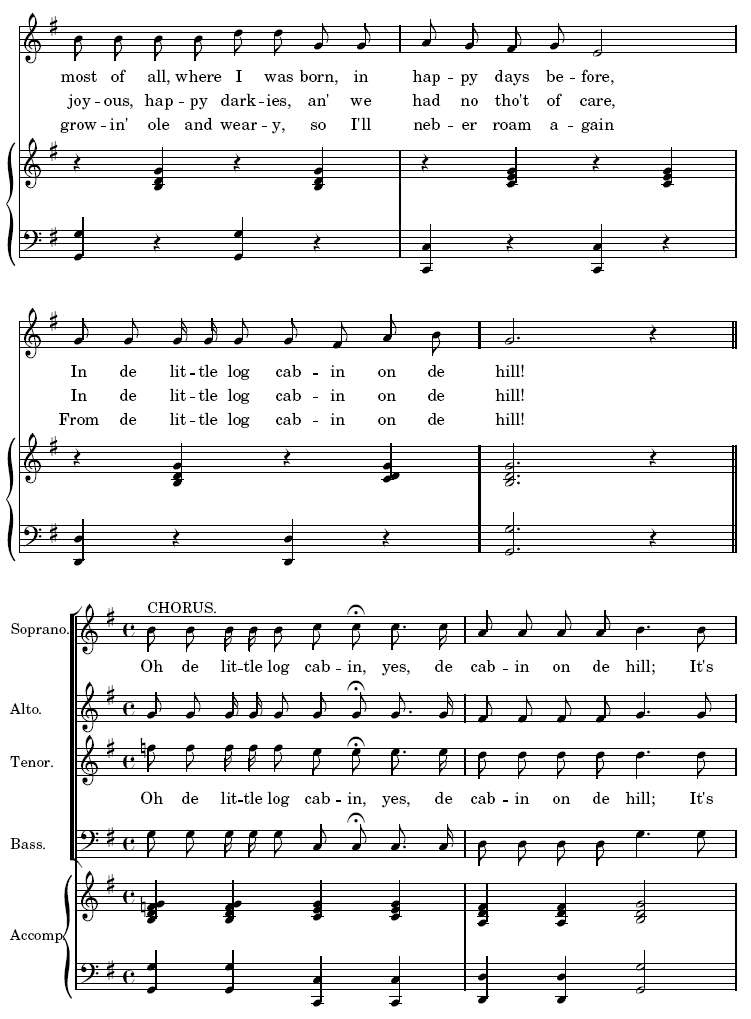 most of all, where I was born, in hap - py days be - fore,
joy - ous, hap - py dark - ies, an' we had no tho't of care,
grow - in' ole and wear - y, so I'll neb - er roam a - gain
In de lit - tle log cab - in on de hill!
In de lit - tle log cab - in on de hill!
From de lit - tle log cab - in on de hill!
CHORUS.
Soprano.
Oh de lit - tle log cab - in, yes, de cab - in on de hill; It's
Alto.
Tenor.
Oh de lit - tle log cab - in, yes, de cab - in on de hill; It's
Bass.
Accomp.